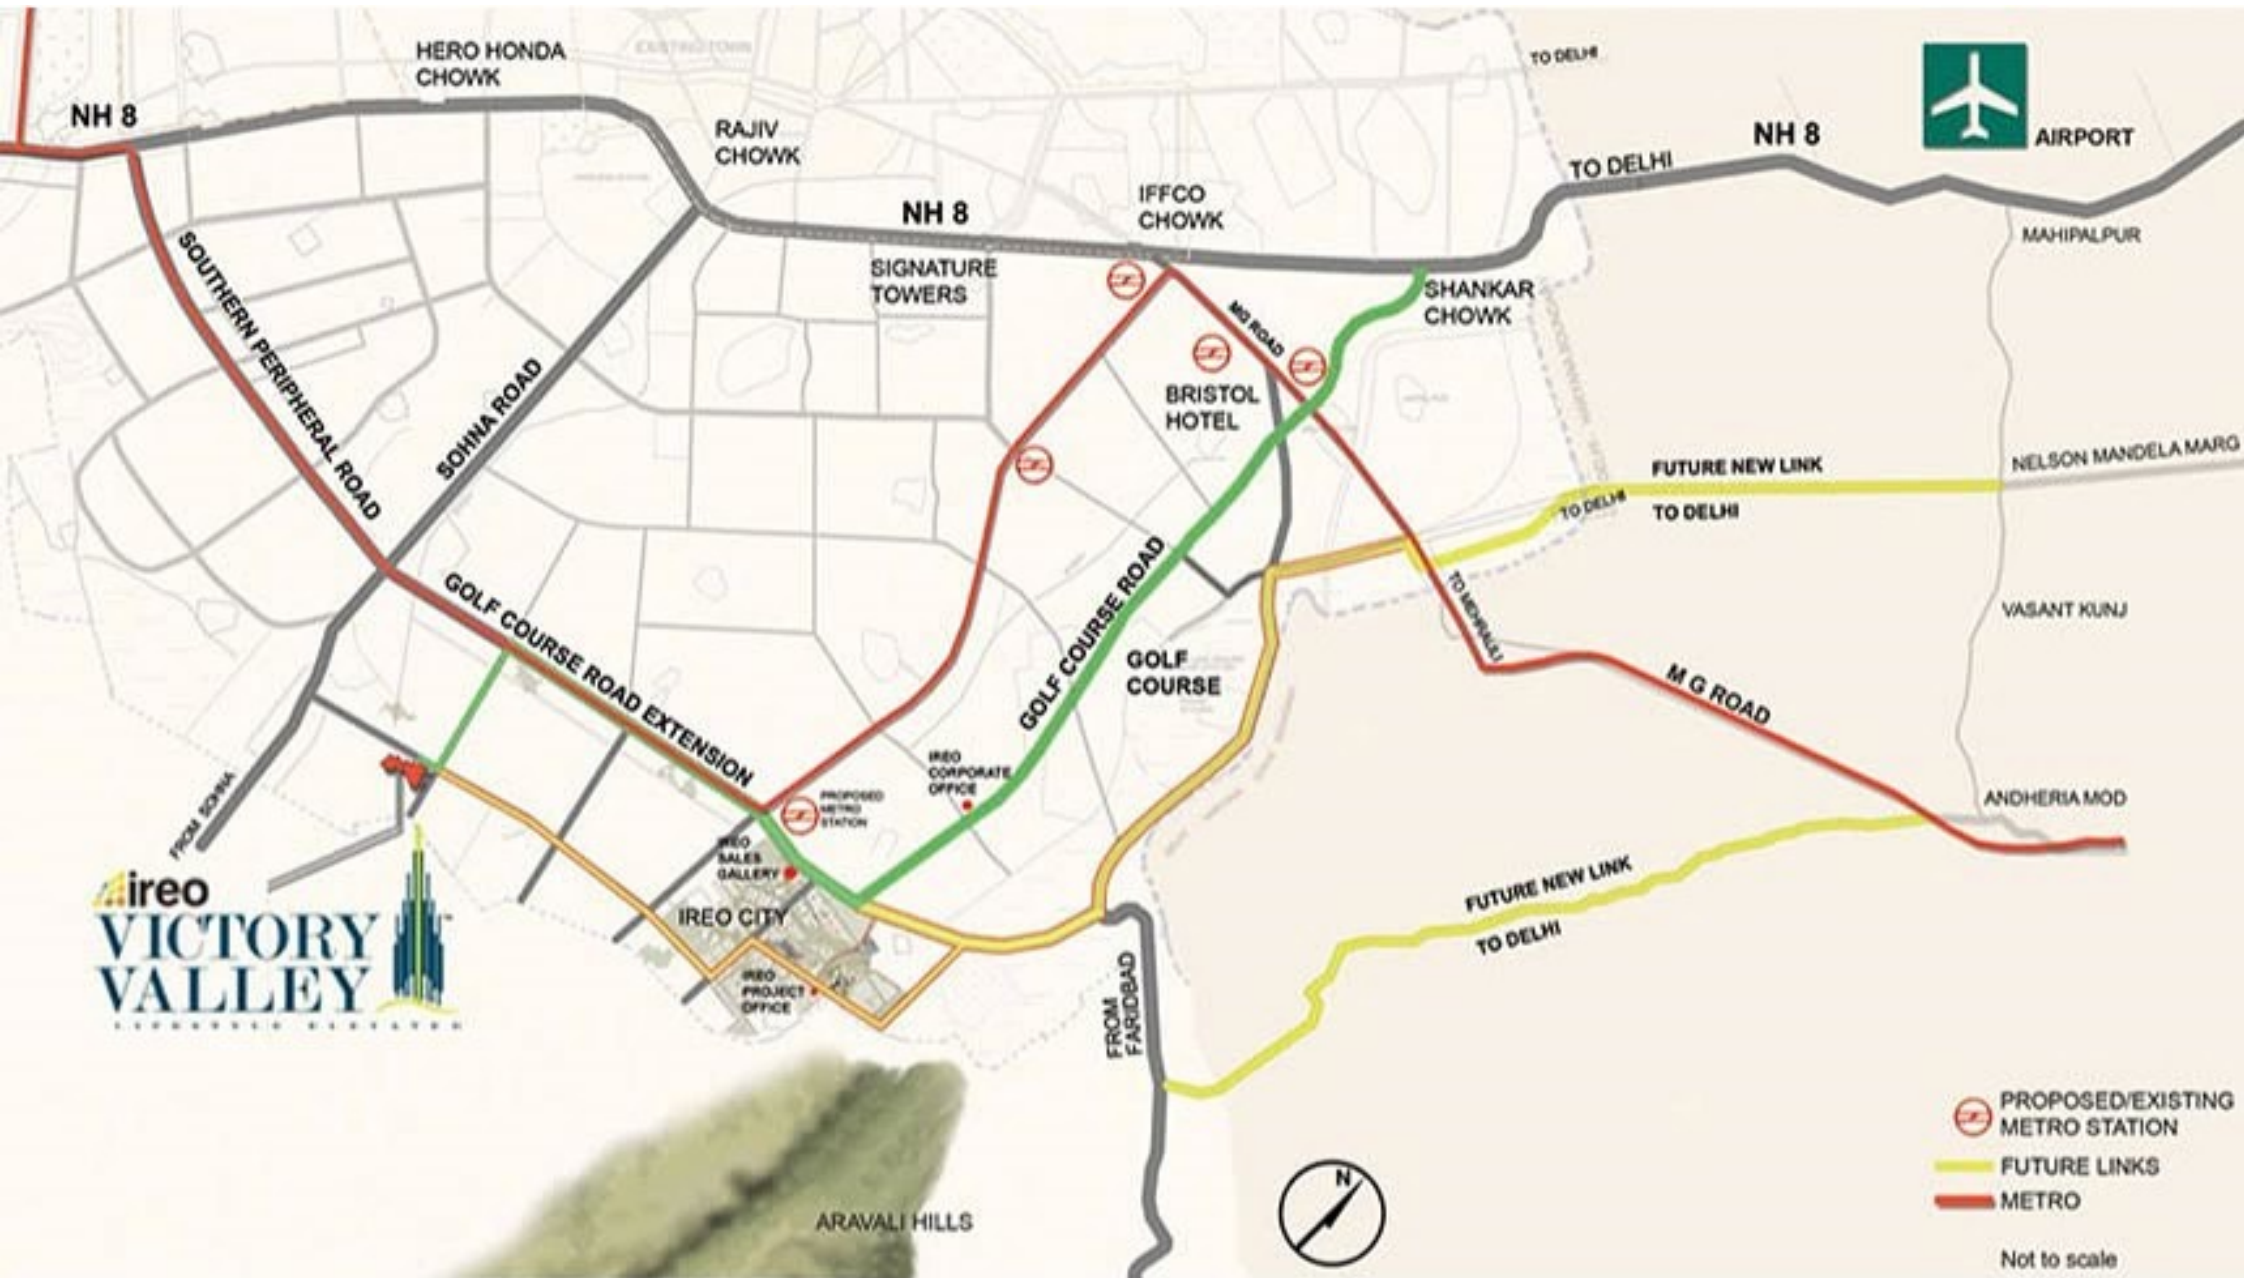 HERO HONDA
CHOWK
EXISTING TOWN
TO DELHI
NH 8
RAJIV
CHOWK
NH 8
AIRPORT
TO DELHI
IFFCO
CHOWK
NH 8
MAHIPALPUR
SIGNATURE
TOWERS
SHANKAR
CHOWK
SOUTHERN PERIPHERAL ROAD
MG ROAD
SOHNA ROAD
BRISTOL
HOTEL
NELSON MANDELA MARG
FUTURE NEW LINK
TO DELHI
TO DELHI
GOLF COURSE ROAD EXTENSION
GOLF COURSE ROAD
TO MEHRAULI
VASANT KUNJ
GOLF
COURSE
M G ROAD
IREO
CORPORATE
OFFICE
PROPOSED
METRO
STATION
ANDHERIA MOD
FROM SOHNA
IREO
SALES
GALLERY
ireo
VICTORY
VALLEY
IREO CITY
FUTURE NEW LINK
TO DELHI
IREO
PROJECT
OFFICE
FROM
FARIDBAD
ARAVALI HILLS
N
PROPOSED/EXISTING
METRO STATION
FUTURE LINKS
METRO
Not to scale